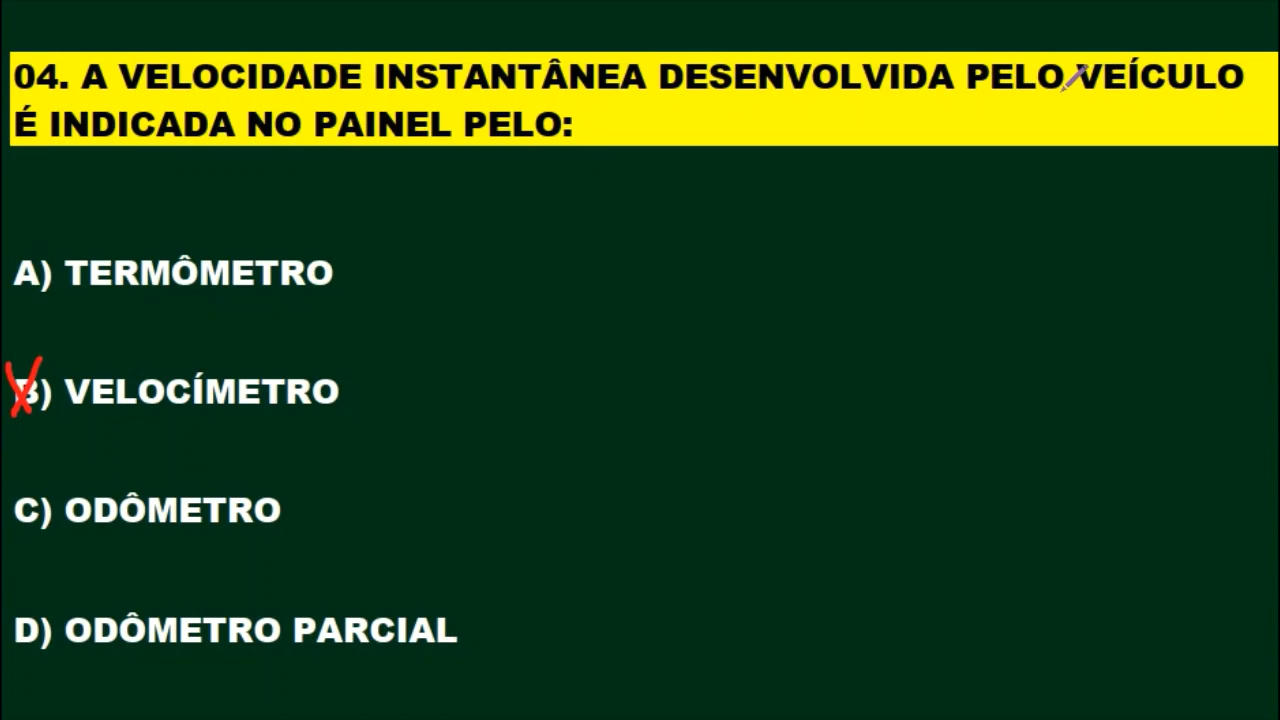 04. A VELOCIDADE INSTANTÂNEA DESENVOLVIDA PELO VEÍCULO
É INDICADA NO PAINEL PELO:
A) TERMÔMETRO
B) VELOCÍMETRO
C) ODÔMETRO
D) ODÔMETRO PARCIAL